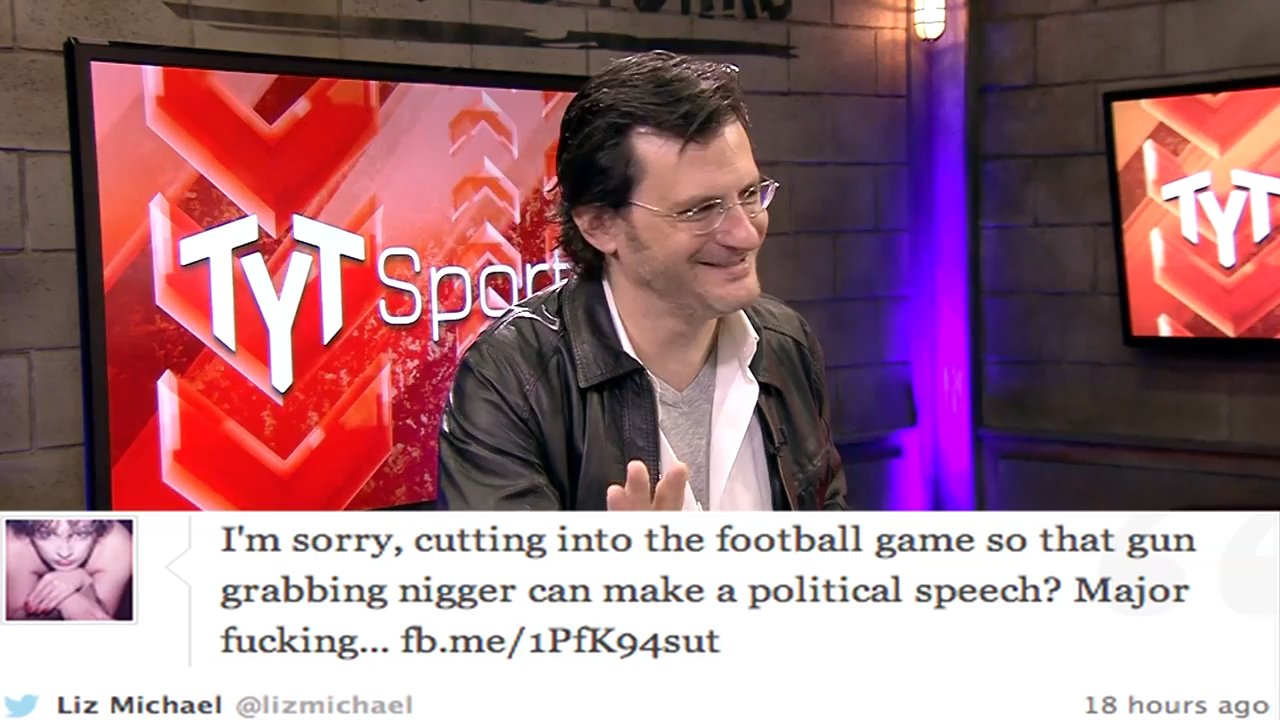 TYT Sport
TYT
I'm sorry, cutting into the football game so that gun
grabbing nigger can make a political speech? Major
fucking... fb.me/1PfK94sut
Liz Michael @lizmichael
18 hours ago